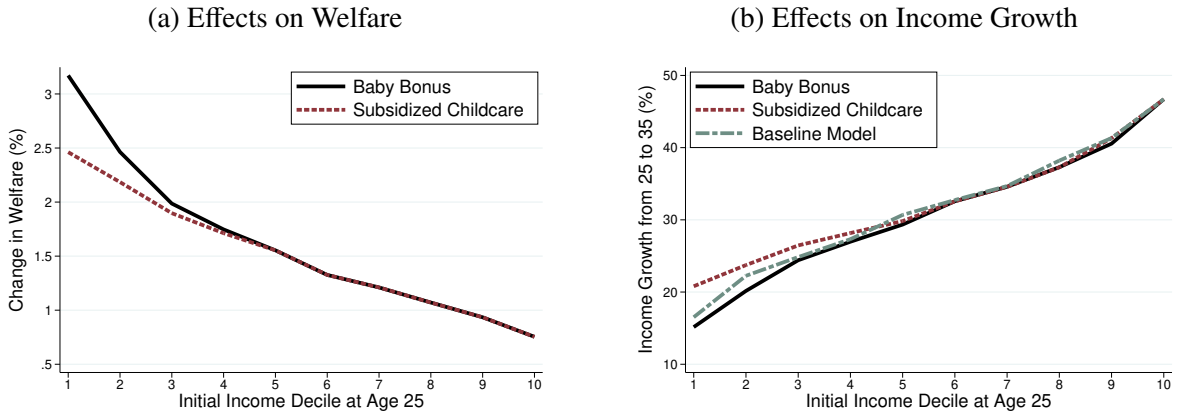 (a) Effects on Welfare
Change in Welfare (%)
3
2.5
2
1.5
1
.5
Baby Bonus
Subsidized Childcare
1 2 3 4 5 6 7 8 9 10
Initial Income Decile at Age 25
(b) Effects on Income Growth
Income Growth from 25 to 35 (%)
50
40
30
20
10
Baby Bonus
Subsidized Childcare
Baseline Model
1 2 3 4 5 6 7 8 9 10
Initial Income Decile at Age 25